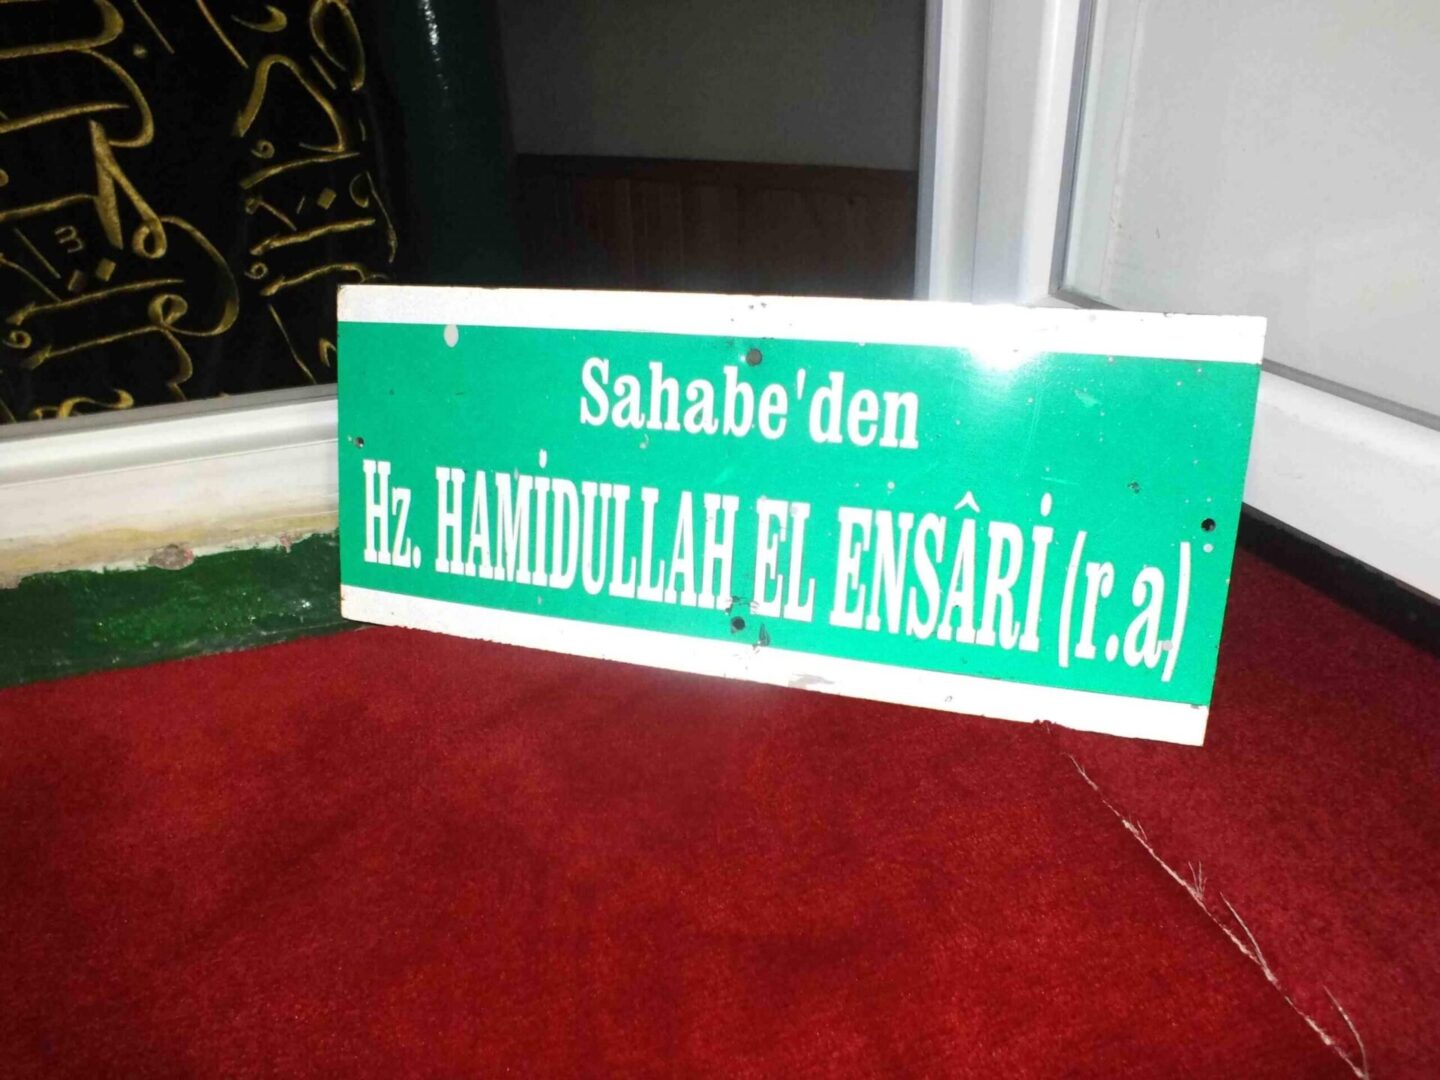 Sahabe'den
Hz. HAMİDULLAH EL ENSÂRİ (r.a)